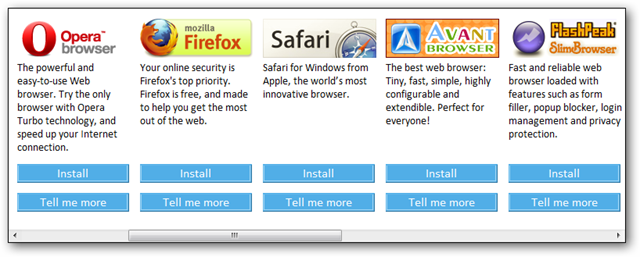 Opera
browser
mozilla
Firefox
Safari
AVANT
BROWSER
FlashPeak
SlimBrowser
The powerful and
easy-to-use Web
browser. Try the only
browser with Opera
Turbo technology, and
speed up your Internet
connection.
Your online security is
Firefox's top priority.
Firefox is free, and made
to help you get the most
out of the web.
Safari for Windows from
Apple, the world's most
innovative browser.
The best web browser:
Tiny, fast, simple, highly
configurable and
extendible. Perfect for
everyone!
Fast and reliable web
browser loaded with
features such as form
filler, popup blocker, login
management and privacy
protection.
Install
Install
Install
Install
Install
Tell me more
Tell me more
Tell me more
Tell me more
Tell me more